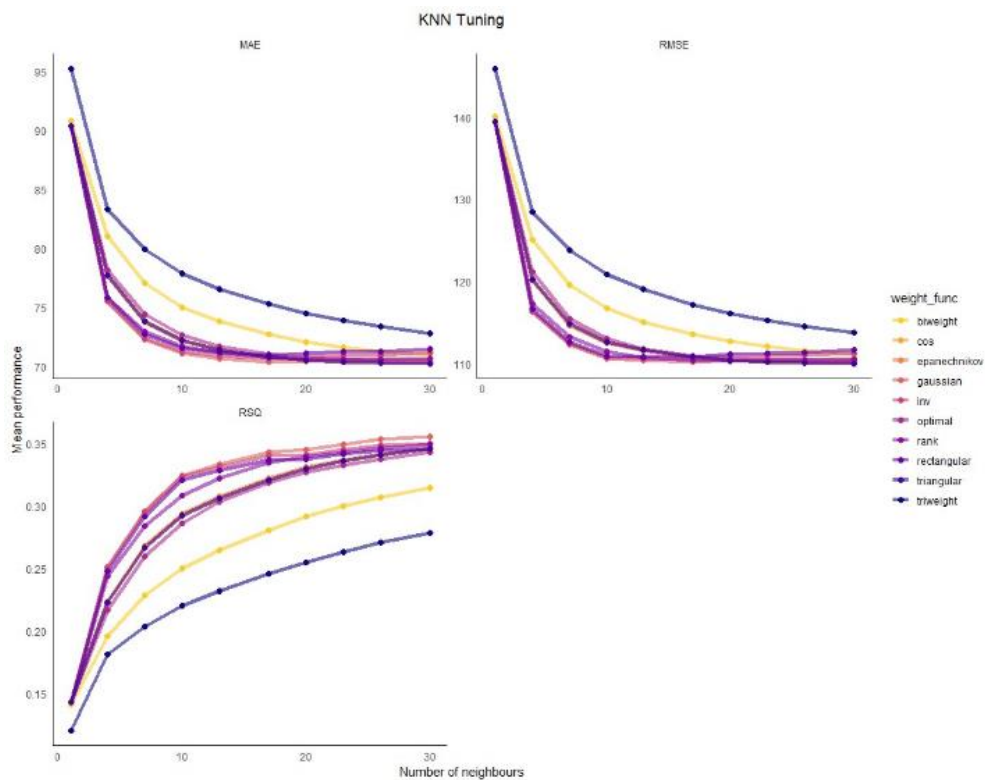 KNN Tuning
MAE
RMSE
95
90
85
80
75
70
0
10
20
30
140
130
120
110
0
10
20
30
RSQ
0.35
0.30
0.25
0.20
0.15
0
10
20
30
Mean performance
Number of neighbours
weight_func
biweight
cos
epanechnikov
gaussian
inv
optimal
rank
rectangular
triangular
triweight